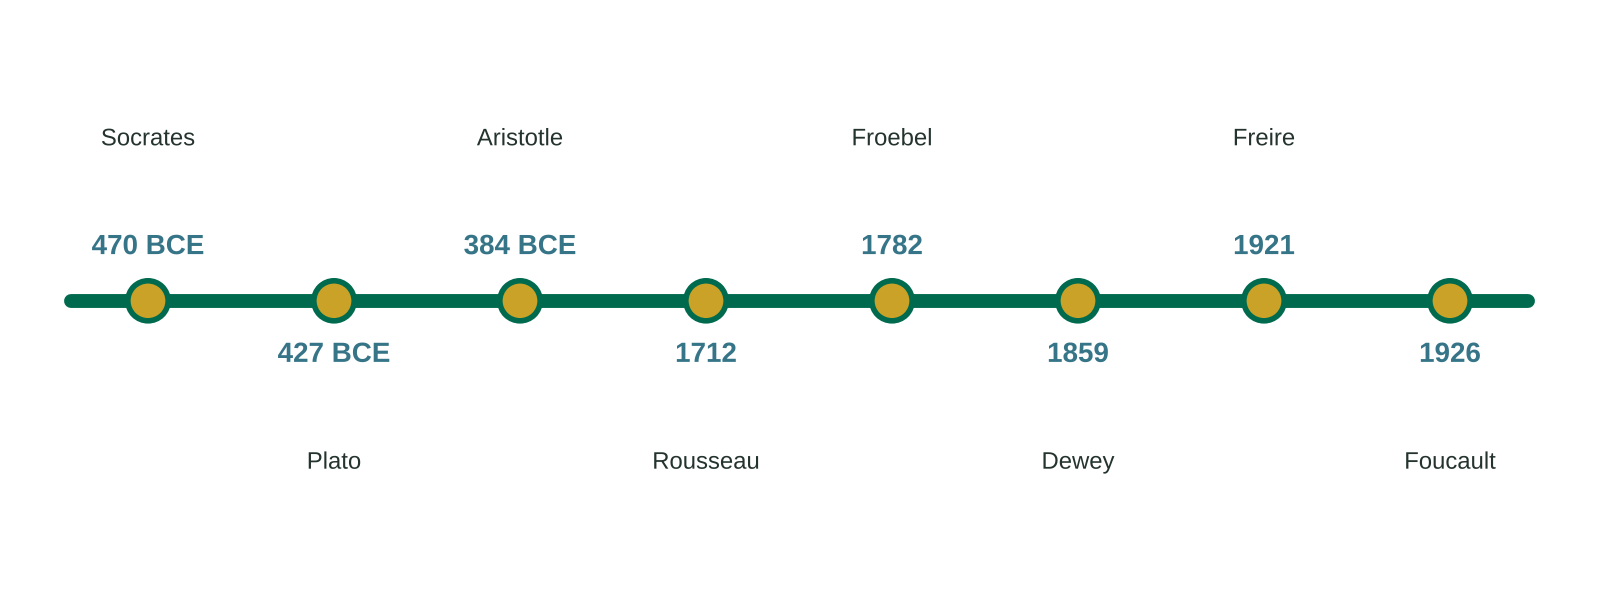 Socrates
470 BCE
427 BCE
Plato
Aristotle
384 BCE
1712
Rousseau
Froebel
1782
1859
Dewey
Freire
1921
1926
Foucault